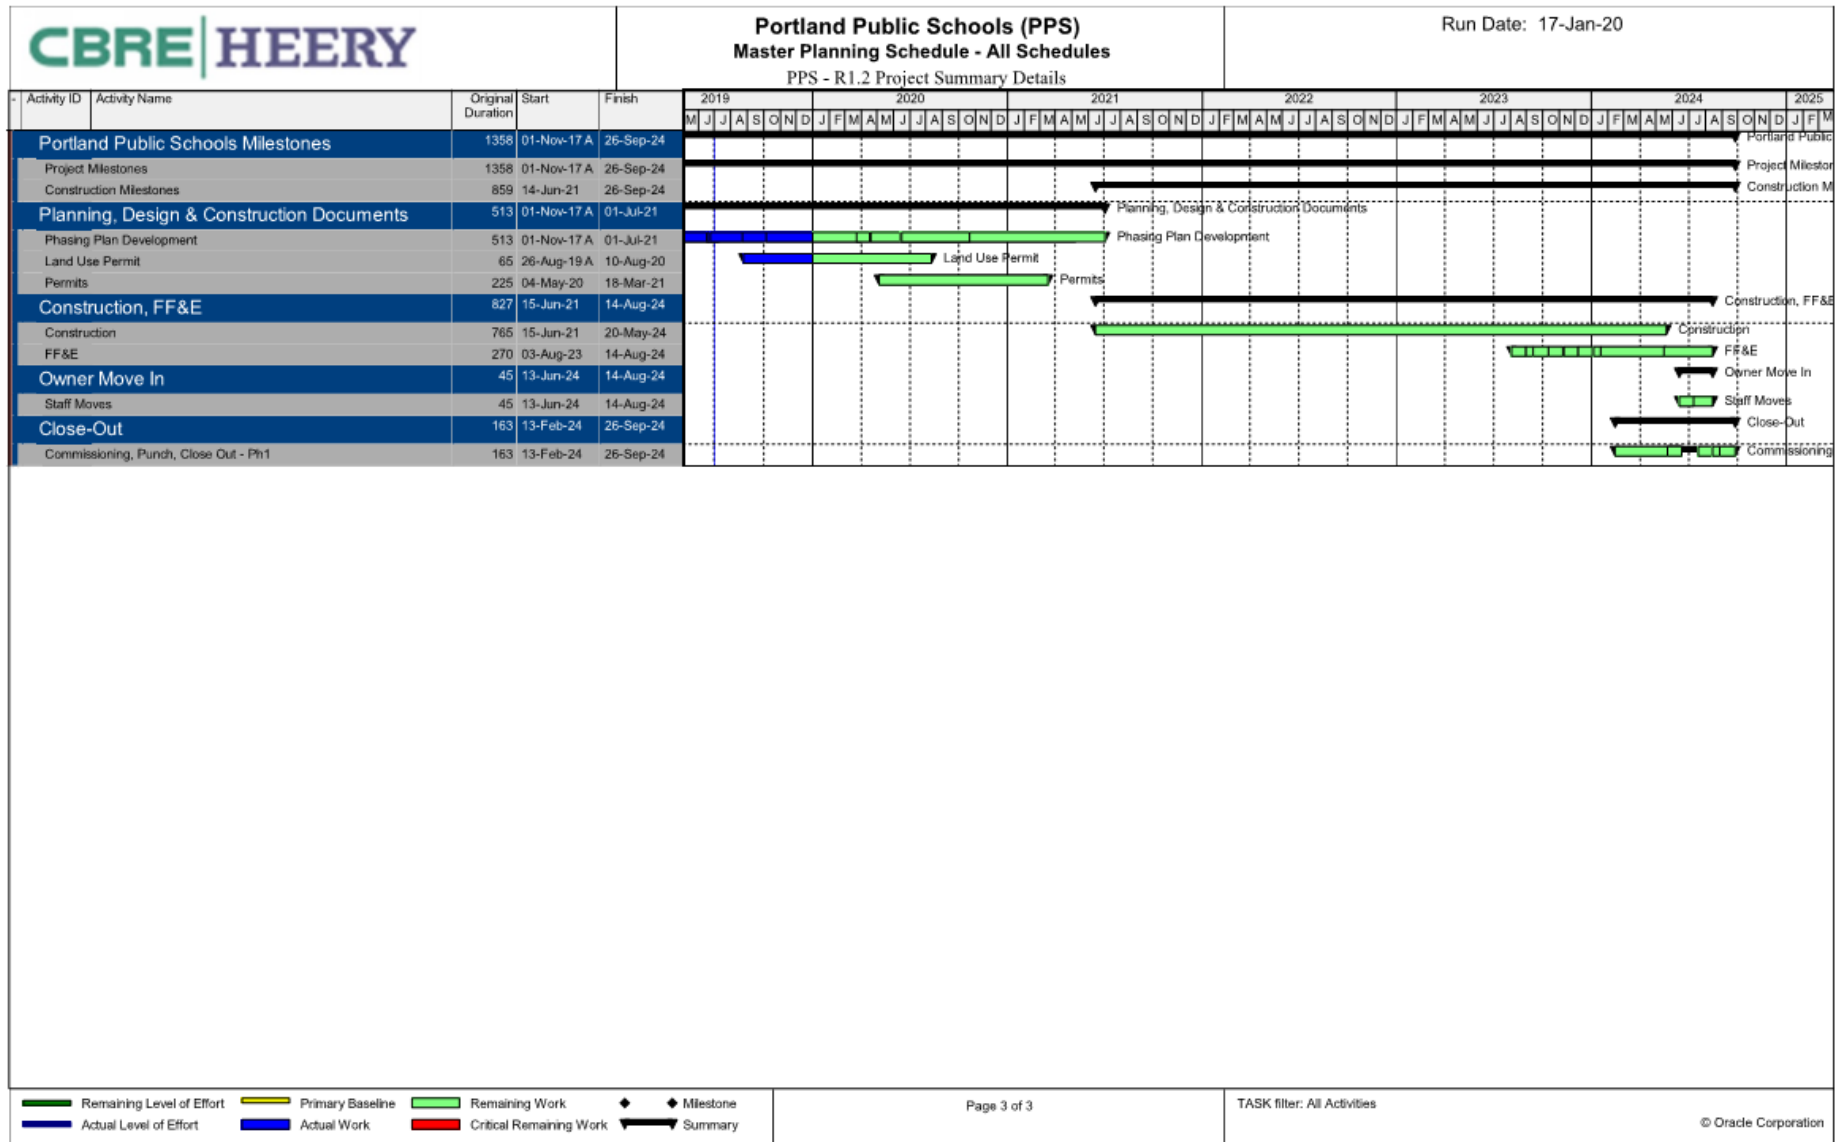 CBRE HEERY
Portland Public Schools (PPS)
Master Planning Schedule - All Schedules
PPS - R1.2 Project Summary Details
Run Date: 17-Jan-20
- Activity ID Activity Name Original Duration Start Finish
2019 2020 2021 2022 2023 2024 2025
M J J A S O N D J F M A M J J A S O N D J F M A M J J A S O N D J F M A M J J A S O N D J F M A M J J A S O N D J F M A M J J A S O N D J F M
Portland Public Schools Milestones 1358 01-Nov-17 A 26-Sep-24 Portland Public
Project Milestones 1358 01-Nov-17 A 26-Sep-24 Project Mileston
Construction Milestones 859 14-Jun-21 26-Sep-24 Construction M
Planning, Design & Construction Documents 513 01-Nov-17 A 01-Jul-21 Planning, Design & Construction Documents
Phasing Plan Development 513 01-Nov-17 A 01-Jul-21 Phasing Plan Development
Land Use Permit 65 26-Aug-19 A 10-Aug-20 Land Use Permit
Permits 225 04-May-20 18-Mar-21 Permits
Construction, FF&E 827 15-Jun-21 14-Aug-24 Construction, FF&E
Construction 765 15-Jun-21 20-May-24 Construction
FF&E 270 03-Aug-23 14-Aug-24 FF&E
Owner Move In 45 13-Jun-24 14-Aug-24 Owner Move In
Staff Moves 45 13-Jun-24 14-Aug-24 Staff Moves
Close-Out 163 13-Feb-24 26-Sep-24 Close-Out
Commissioning, Punch, Close Out - Ph1 163 13-Feb-24 26-Sep-24 Commissioning
Remaining Level of Effort Primary Baseline Remaining Work Milestone
Actual Level of Effort Actual Work Critical Remaining Work Summary
Page 3 of 3
TASK filter: All Activities
© Oracle Corporation